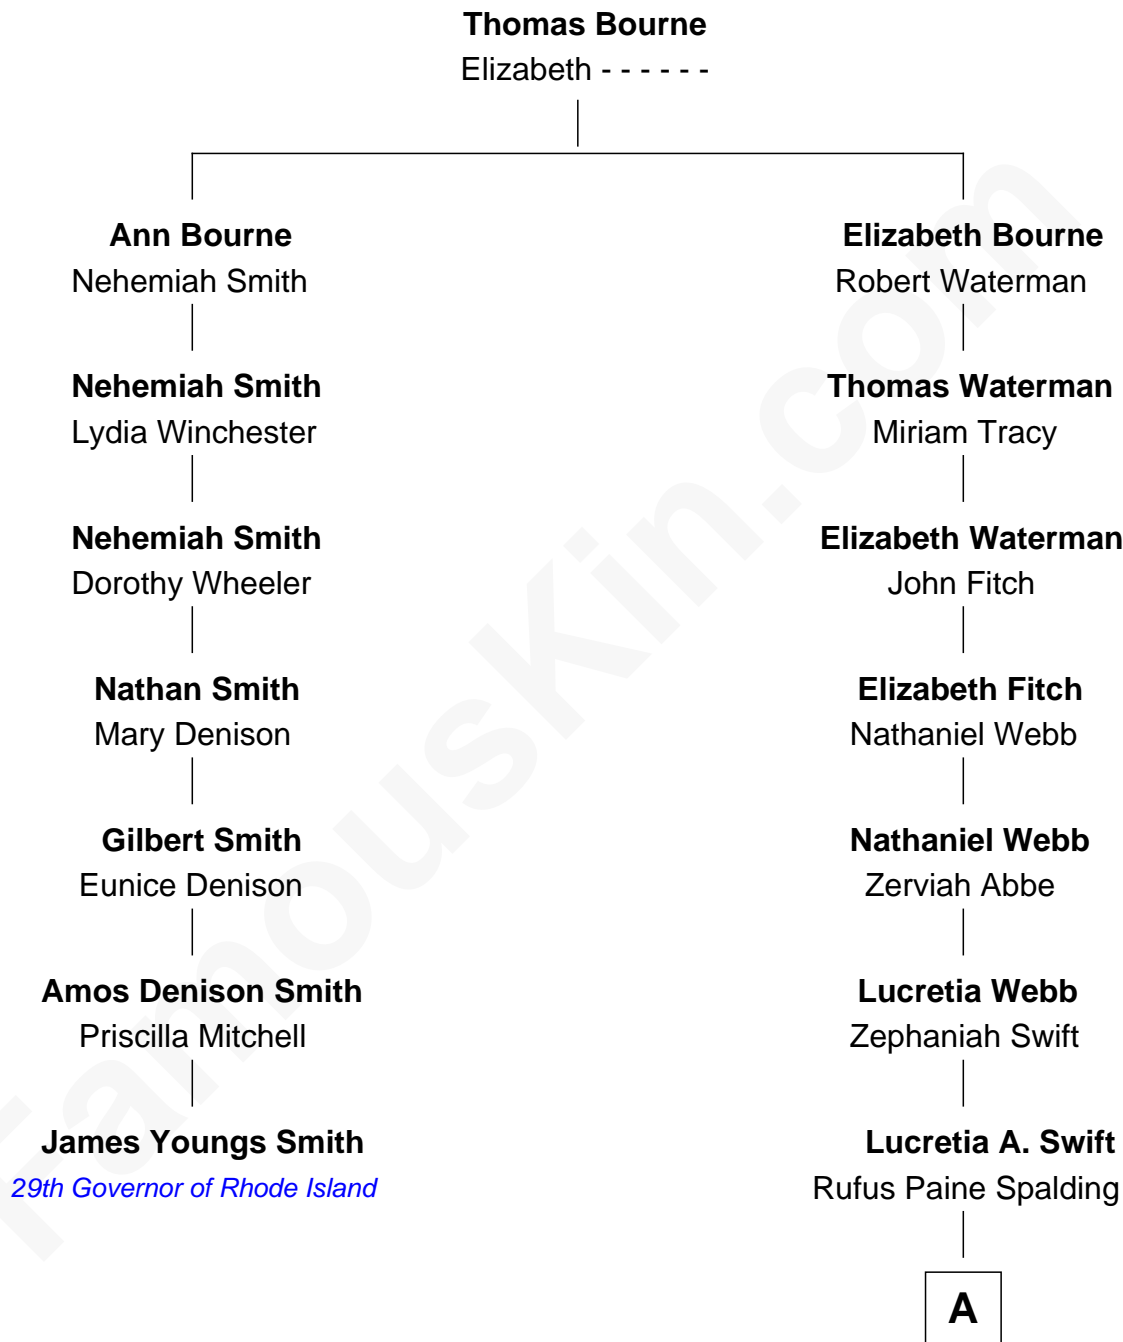 Thomas Bourne
Elizabeth - - - - - -
Ann Bourne
Nehemiah Smith
Elizabeth Bourne
Robert Waterman
Nehemiah Smith
Lydia Winchester
Thomas Waterman
Miriam Tracy
Nehemiah Smith
Dorothy Wheeler
Elizabeth Waterman
John Fitch
Nathan Smith
Mary Denison
Elizabeth Fitch
Nathaniel Webb
Gilbert Smith
Eunice Denison
Nathaniel Webb
Zerviah Abbe
Amos Denison Smith
Priscilla Mitchell
Lucretia Webb
Zephaniah Swift
James Youngs Smith
29th Governor of Rhode Island
Lucretia A. Swift
Rufus Paine Spalding
A
FamousKin.com